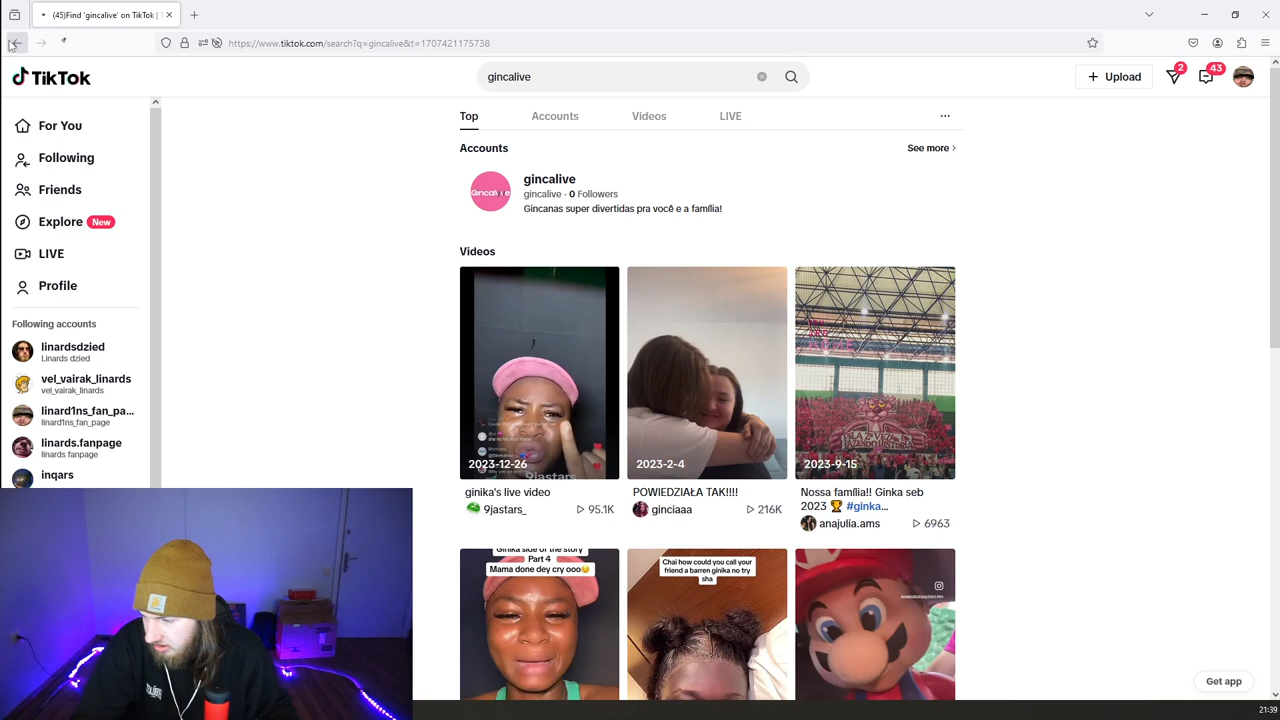 (45)Find 'gincalive' on TikTok | T
https://www.tiktok.com/search?q=gincalive&t=1707421175738
TikTok
gincalive
Upload
2
43
For You
Following
Friends
Explore New
LIVE
Profile
Following accounts
linardsdzied
Linards dzied
vel_vairak_linards
vel_vairak_linards
linard1ns_fan_pa...
linard1ns_fan_page
linards.fanpage
linards fanpage
inqars
Top
Accounts
Videos
LIVE
Accounts
See more
Gincalive
gincalive
gincalive · 0 Followers
Gincanas super divertidas pra você e a família!
Videos
9jastars_
2023-12-26
ginika's live video
9jastars_
95.1K
2023-2-4
POWIEDZIAŁA TAK!!!!
ginciaaa
216K
2023-9-15
Nossa família!! Ginka seb
2023 🏆 #ginka...
anajulia.ams
6963
Ginika side of the story
Part 4
Mama done dey cry ooo
Chai how could you call your
friend a barren ginika no try
sha
Get app
21:39